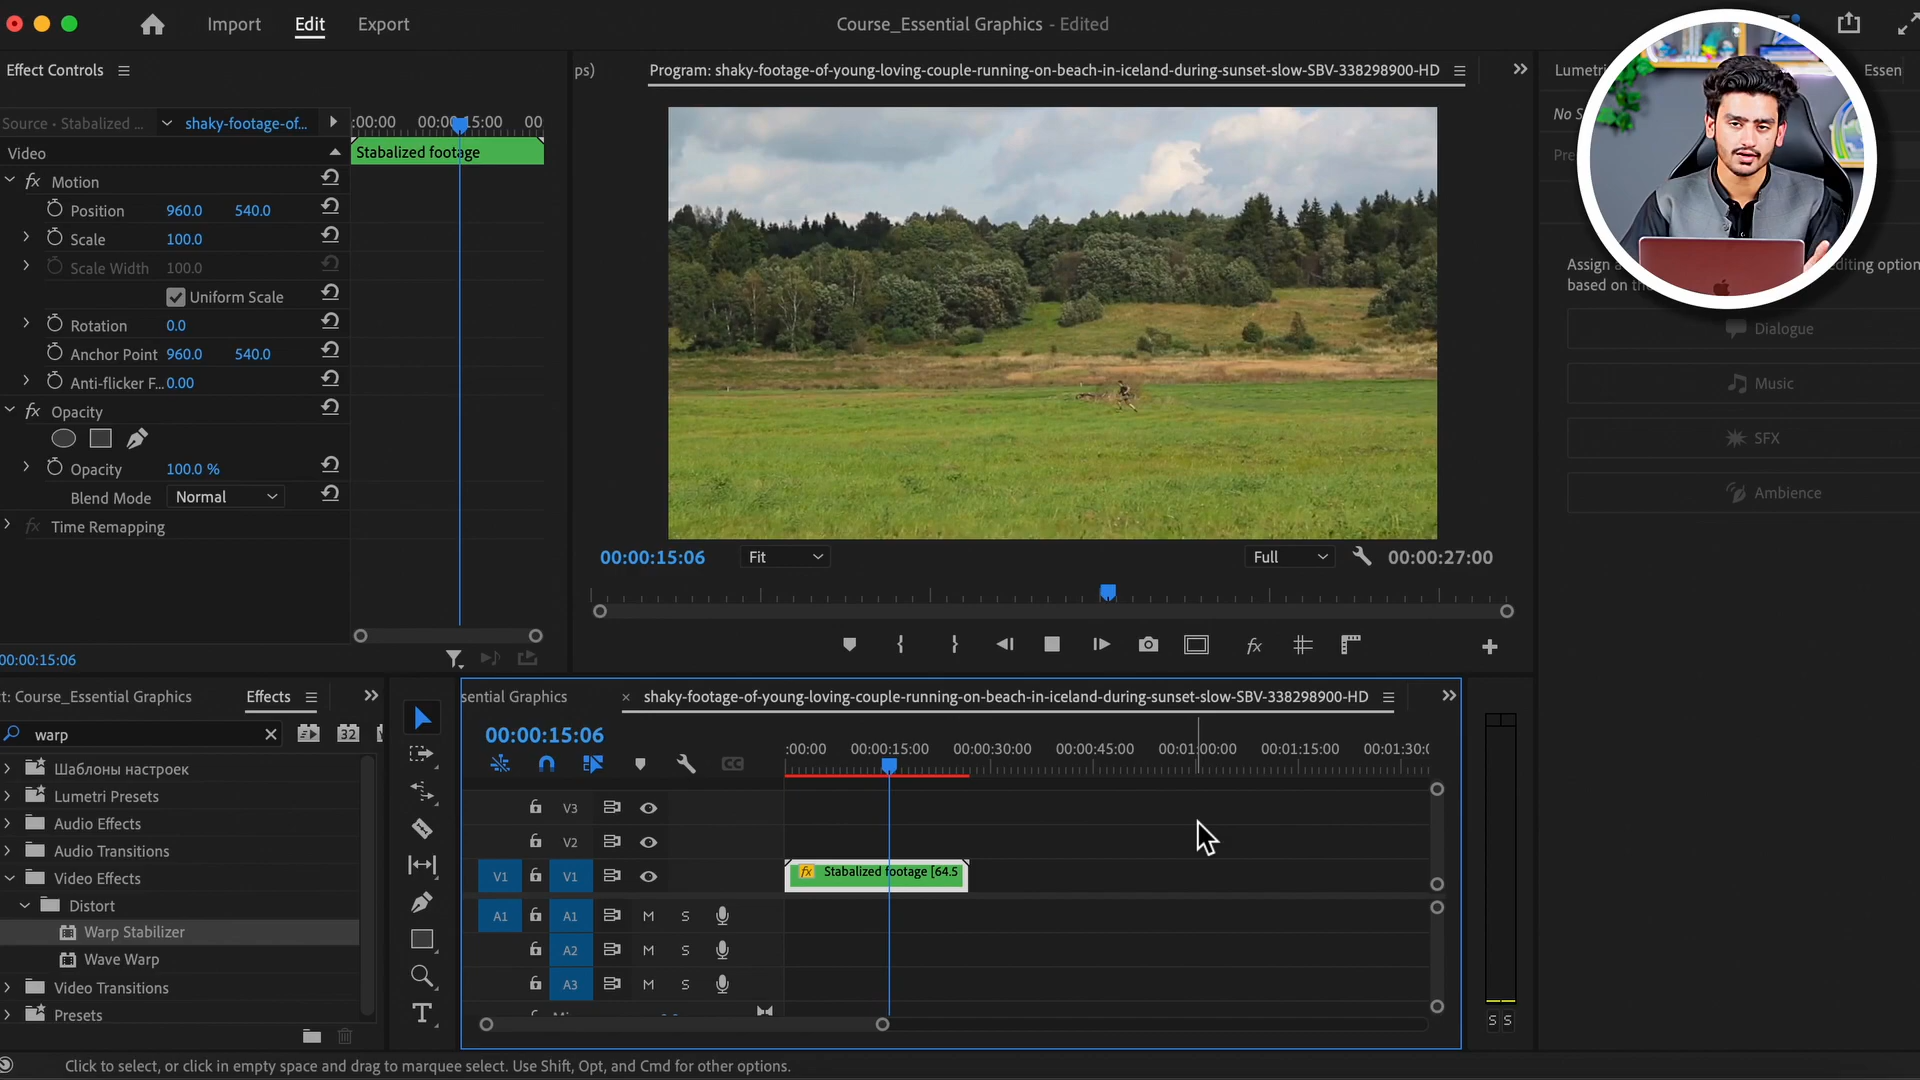 Import
Edit
Export
Course_Essential Graphics - Edited
Effect Controls
ps)
Program: shaky-footage-of-young-loving-couple-running-on-beach-in-iceland-during-sunset-slow-SBV-338298900-HD
Lumetri
Essen
Source • Stabalized ...
shaky-footage-of...
:00:00
00
Video
Stabalized footage
Motion
Position 960.0 540.0
Scale 100.0
Scale Width 100.0
Uniform Scale
Rotation 0.0
Anchor Point 960.0 540.0
Anti-flicker F... 0.00
Opacity
Opacity 100.0 %
Blend Mode Normal
Time Remapping
00:00:15:06
00:00:15:06
Fit
Full
00:00:27:00
No S
Pre
Assign a
editing option
based on the
Dialogue
Music
SFX
Ambience
t: Course_Essential Graphics
Effects
warp
32
Шаблоны настроек
Lumetri Presets
Audio Effects
Audio Transitions
Video Effects
Distort
Warp Stabilizer
Wave Warp
Video Transitions
Presets
sential Graphics
shaky-footage-of-young-loving-couple-running-on-beach-in-iceland-during-sunset-slow-SBV-338298900-HD
00:00:15:06
:00:00 00:00:15:00 00:00:30:00 00:00:45:00 00:01:00:00 00:01:15:00 00:01:30:0
V3
V2
V1 V1
fx Stabalized footage [64.5
A1 A1 M S
A2 M S
A3 M S
S S
Click to select, or click in empty space and drag to marquee select. Use Shift, Opt, and Cmd for other options.